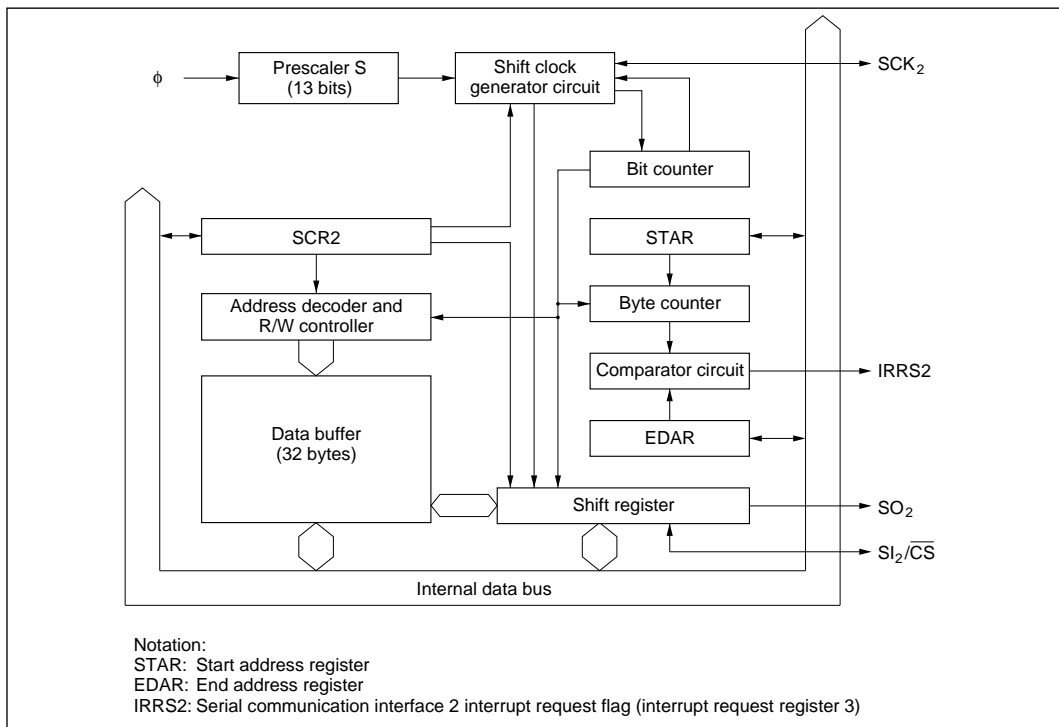 ϕ
Prescaler S
(13 bits)
Shift clock
generator circuit
SCK2
Bit counter
SCR2
STAR
Address decoder and
R/W controller
Byte counter
Comparator circuit
IRRS2
Data buffer
(32 bytes)
EDAR
Shift register
SO2
SI2/CS
Internal data bus
Notation:
STAR: Start address register
EDAR: End address register
IRRS2: Serial communication interface 2 interrupt request flag (interrupt request register 3)